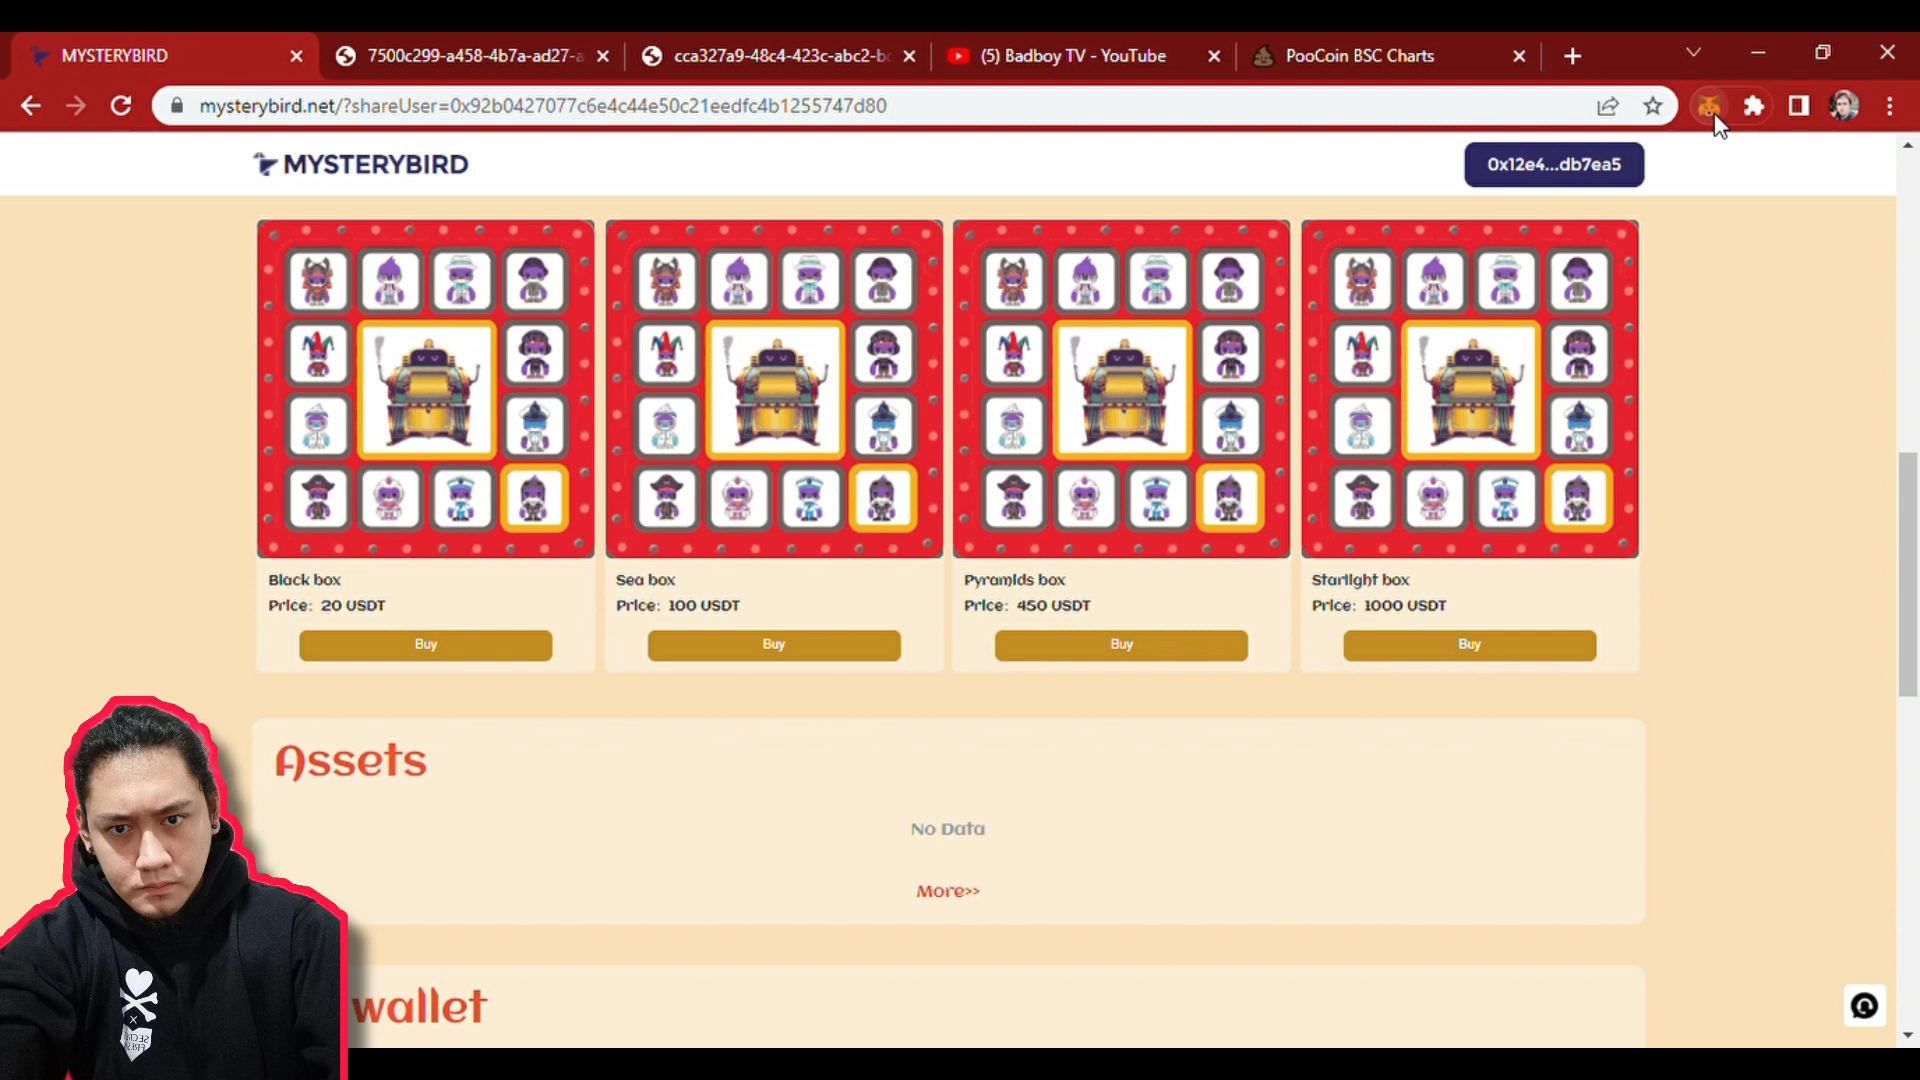 MYSTERYBIRD
7500c299-a458-4b7a-ad27-a
cca327a9-48c4-423c-abc2-bc
(5) Badboy TV - YouTube
PooCoin BSC Charts
mysterybird.net/?shareUser=0x92b0427077c6e4c44e50c21eedfc4b1255747d80
MYSTERYBIRD
0x12e4...db7ea5
Black box
Price: 20 USDT
Buy
Sea box
Price: 100 USDT
Buy
Pyramids box
Price: 450 USDT
Buy
Starlight box
Price: 1000 USDT
Buy
Assets
No Data
More>>
wallet